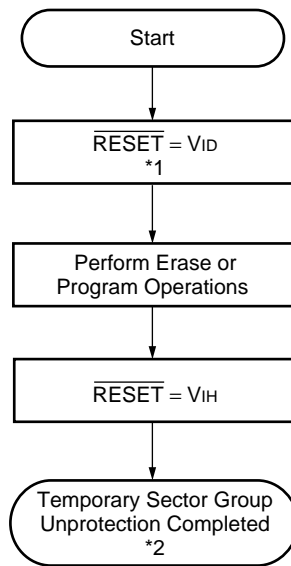 Start
RESET = VID
*1
Perform Erase or
Program Operations
RESET = VIH
Temporary Sector Group
Unprotection Completed
*2